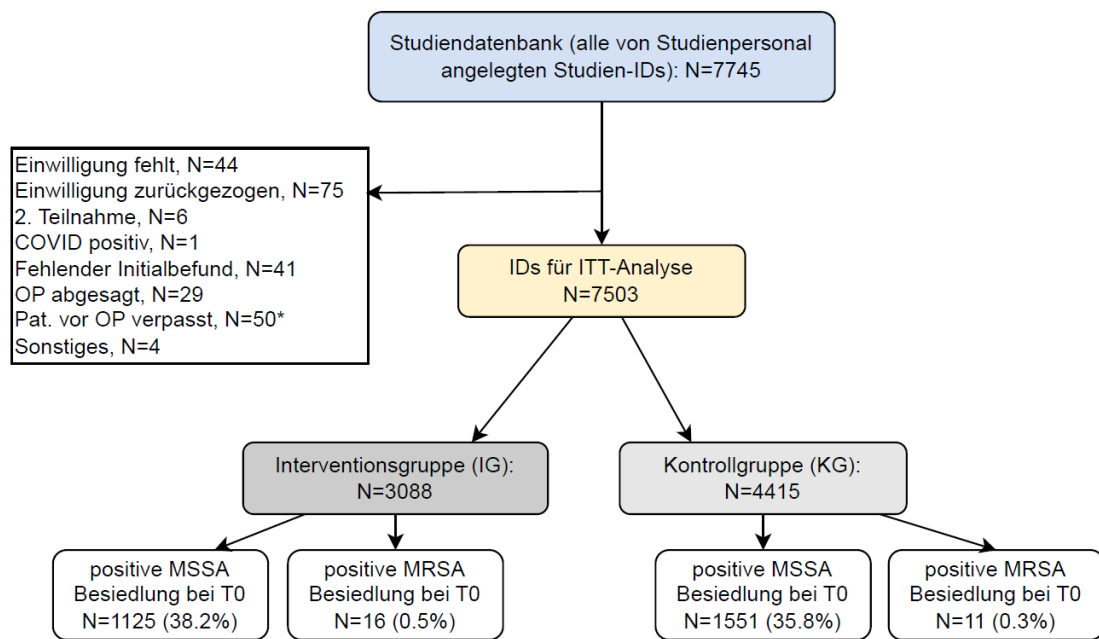 Studiendatenbank (alle von Studienpersonal
angelegten Studien-IDs): N=7745
Einwilligung fehlt, N=44
Einwilligung zurückgezogen, N=75
2. Teilnahme, N=6
COVID positiv, N=1
Fehlender Initialbefund, N=41
OP abgesagt, N=29
Pat. vor OP verpasst, N=50*
Sonstiges, N=4
IDs für ITT-Analyse
N=7503
Interventionsgruppe (IG):
N=3088
Kontrollgruppe (KG):
N=4415
positive MSSA
Besiedlung bei T0
N=1125 (38.2%)
positive MRSA
Besiedlung bei T0
N=16 (0.5%)
positive MSSA
Besiedlung bei T0
N=1551 (35.8%)
positive MRSA
Besiedlung bei T0
N=11 (0.3%)